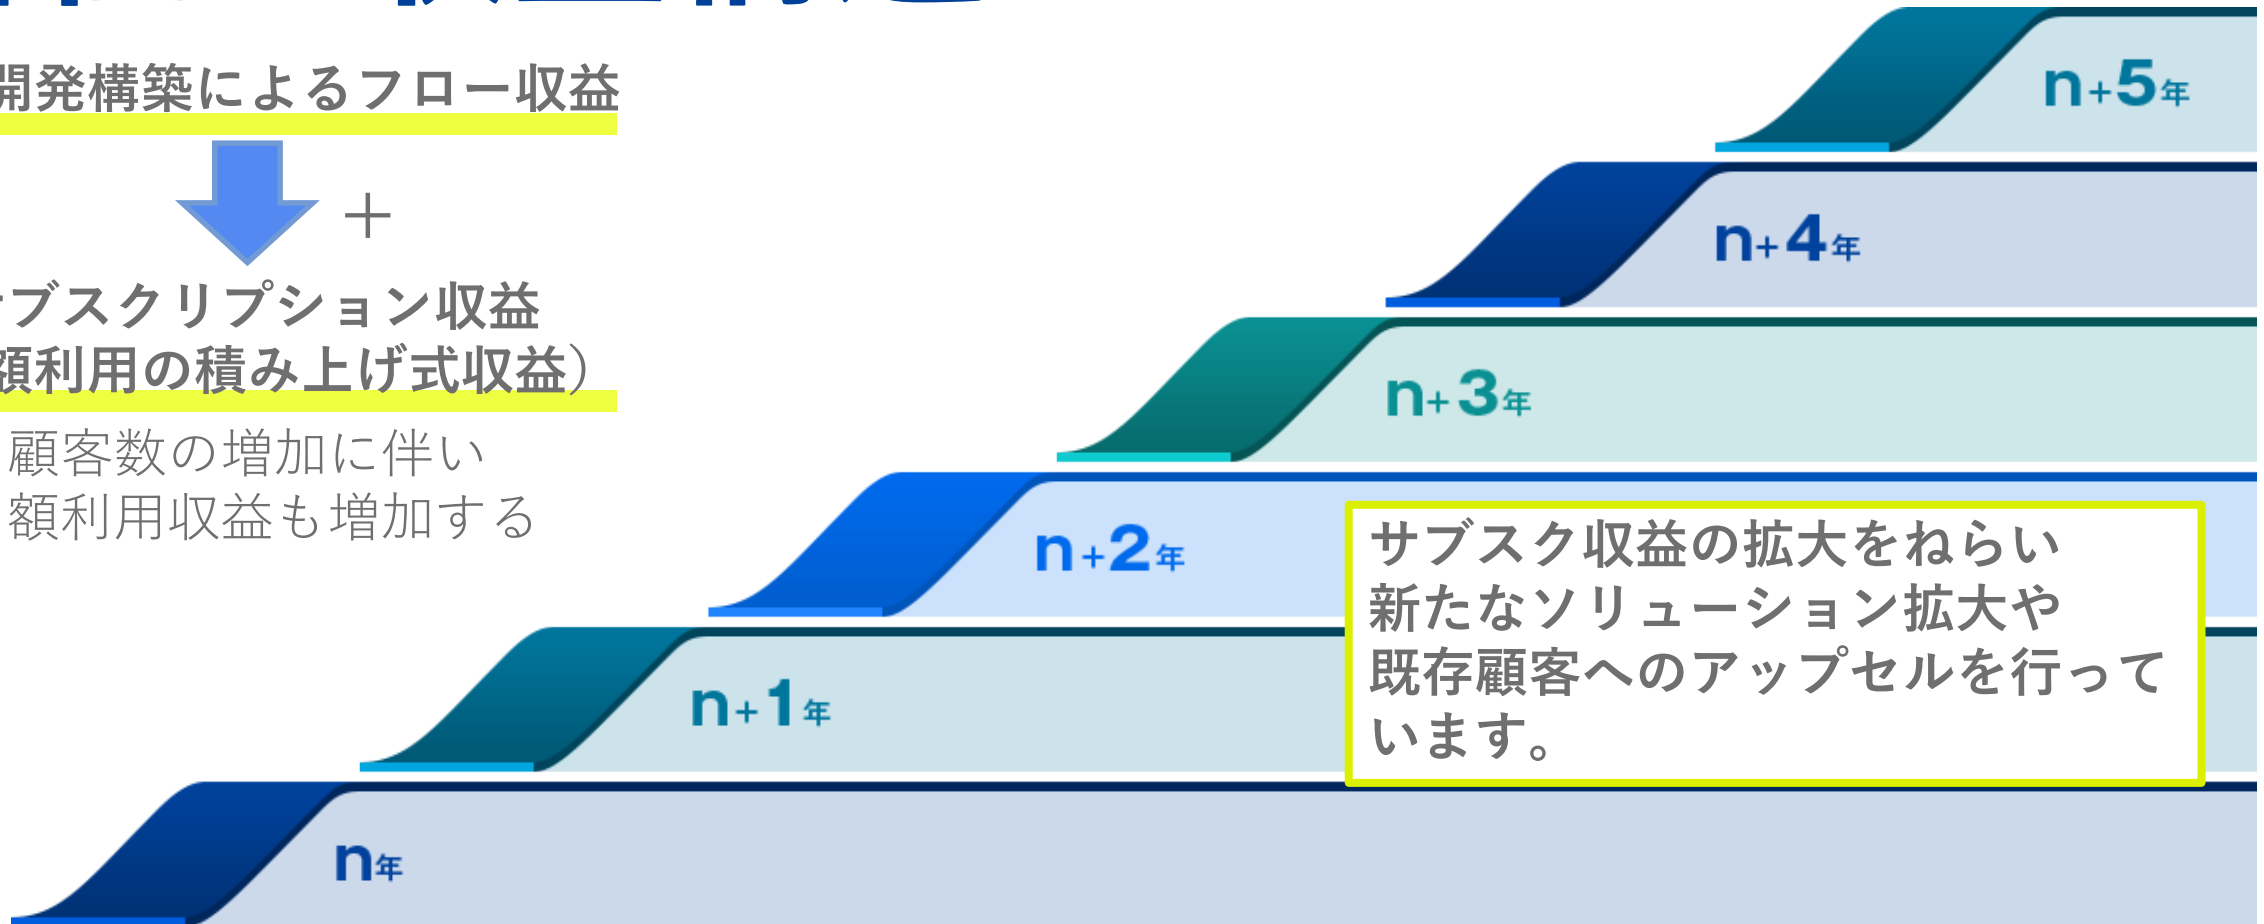 開発構築によるフロー収益
＋
サブスクリプション収益
額利用の積み上げ式収益）
顧客数の増加に伴い
額利用収益も増加する
n+5年
n+4年
n+3年
n+2年
サブスク収益の拡大をねらい
新たなソリューション拡大や
既存顧客へのアップセルを行って
います。
n+1年
n年